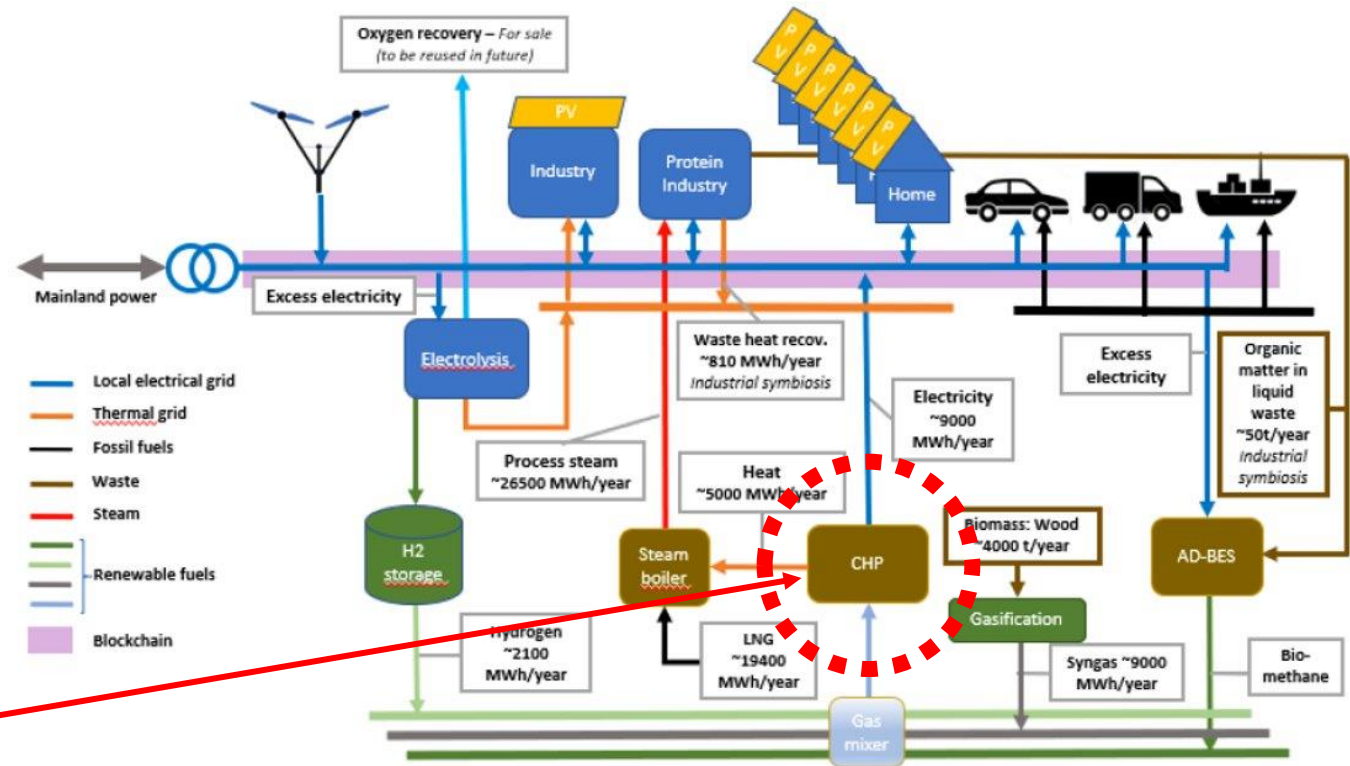 Oxygen recovery – For sale
(to be reused in future)
PV
Industry
Protein
Industry
P
V
P
V
P
V
P
V
P
V
P
V
Home
Mainland power
Excess electricity
Electrolysis
Waste heat recov.
~810 MWh/year
Industrial symbiosis
Electricity
~9000
MWh/year
Excess
electricity
Organic
matter in
liquid
waste
~50t/year
Industrial
symbiosis
Local electrical grid
Thermal grid
Fossil fuels
Waste
Steam
Renewable fuels
Blockchain
Process steam
~26500 MWh/year
Heat
~5000 MWh/year
H2
storage
Steam
boiler
CHP
Biomass: Wood
~4000 t/year
AD-BES
Gasification
Hydrogen
~2100
MWh/year
LNG
~19400
MWh/year
Syngas ~9000
MWh/year
Bio-
methane
Gas
mixer